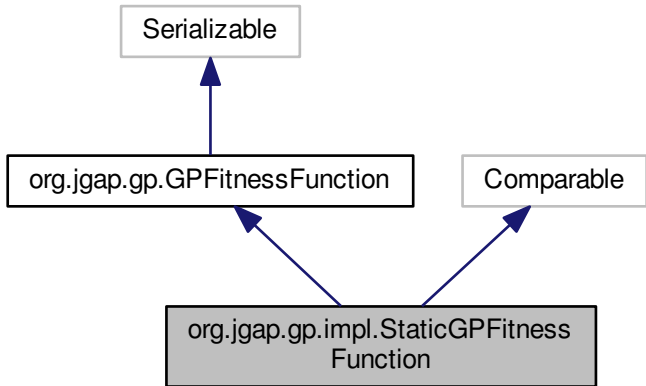 Serializable
org.jgap.gp.GPFitnessFunction
Comparable
org.jgap.gp.impl.StaticGPFitness
Function